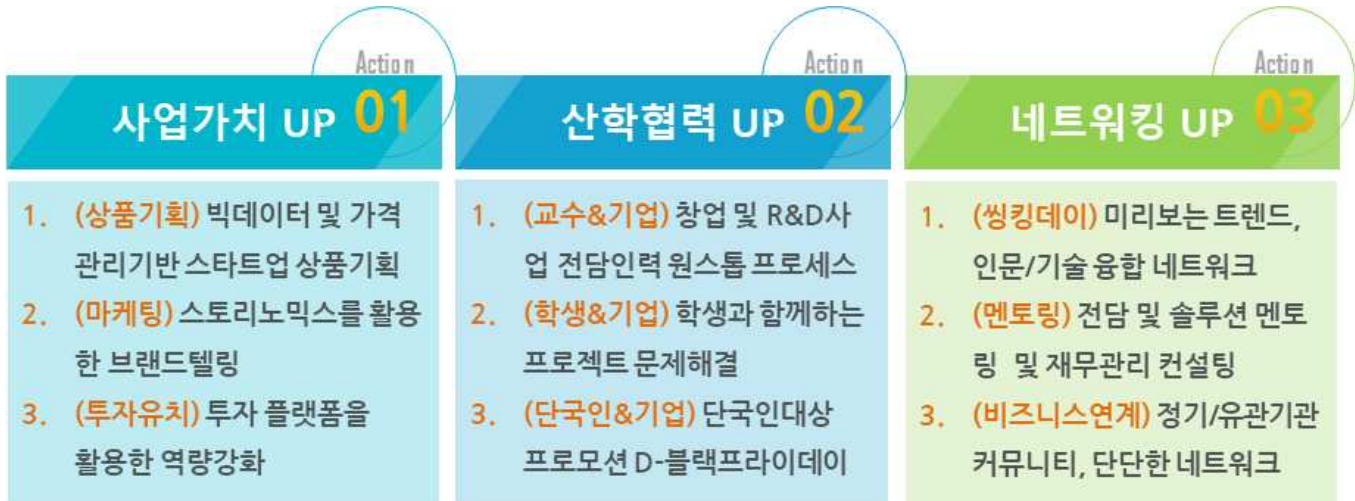 Action
사업가치 UP 01
1. (상품기획) 빅데이터 및 가격
관리기반 스타트업 상품기획
2. (마케팅) 스토리노믹스를 활용
한 브랜드텔링
3. (투자유치) 투자 플랫폼을
활용한 역량강화
Action
산학협력 UP 02
1. (교수&기업) 창업 및 R&D사
업 전담인력 원스톱 프로세스
2. (학생&기업) 학생과 함께하는
프로젝트 문제해결
3. (단국인&기업) 단국인대상
프로모션 D-블랙프라이데이
Action
네트워킹 UP 03
1. (씽킹데이) 미리보는 트렌드,
인문/기술 융합 네트워크
2. (멘토링) 전담 및 솔루션 멘토
링 및 재무관리 컨설팅
3. (비즈니스연계) 정기/유관기관
커뮤니티, 단단한 네트워크